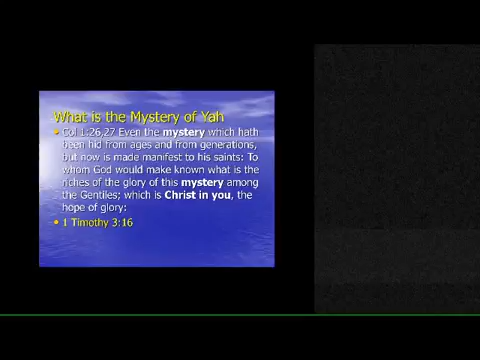 What is the Mystery of Yah
• Col 1:26,27 Even the mystery which hath
been hid from ages and from generations,
but now is made manifest to his saints: To
whom God would make known what is the
riches of the glory of this mystery among
the Gentiles; which is Christ in you, the
hope of glory:
• 1 Timothy 3:16